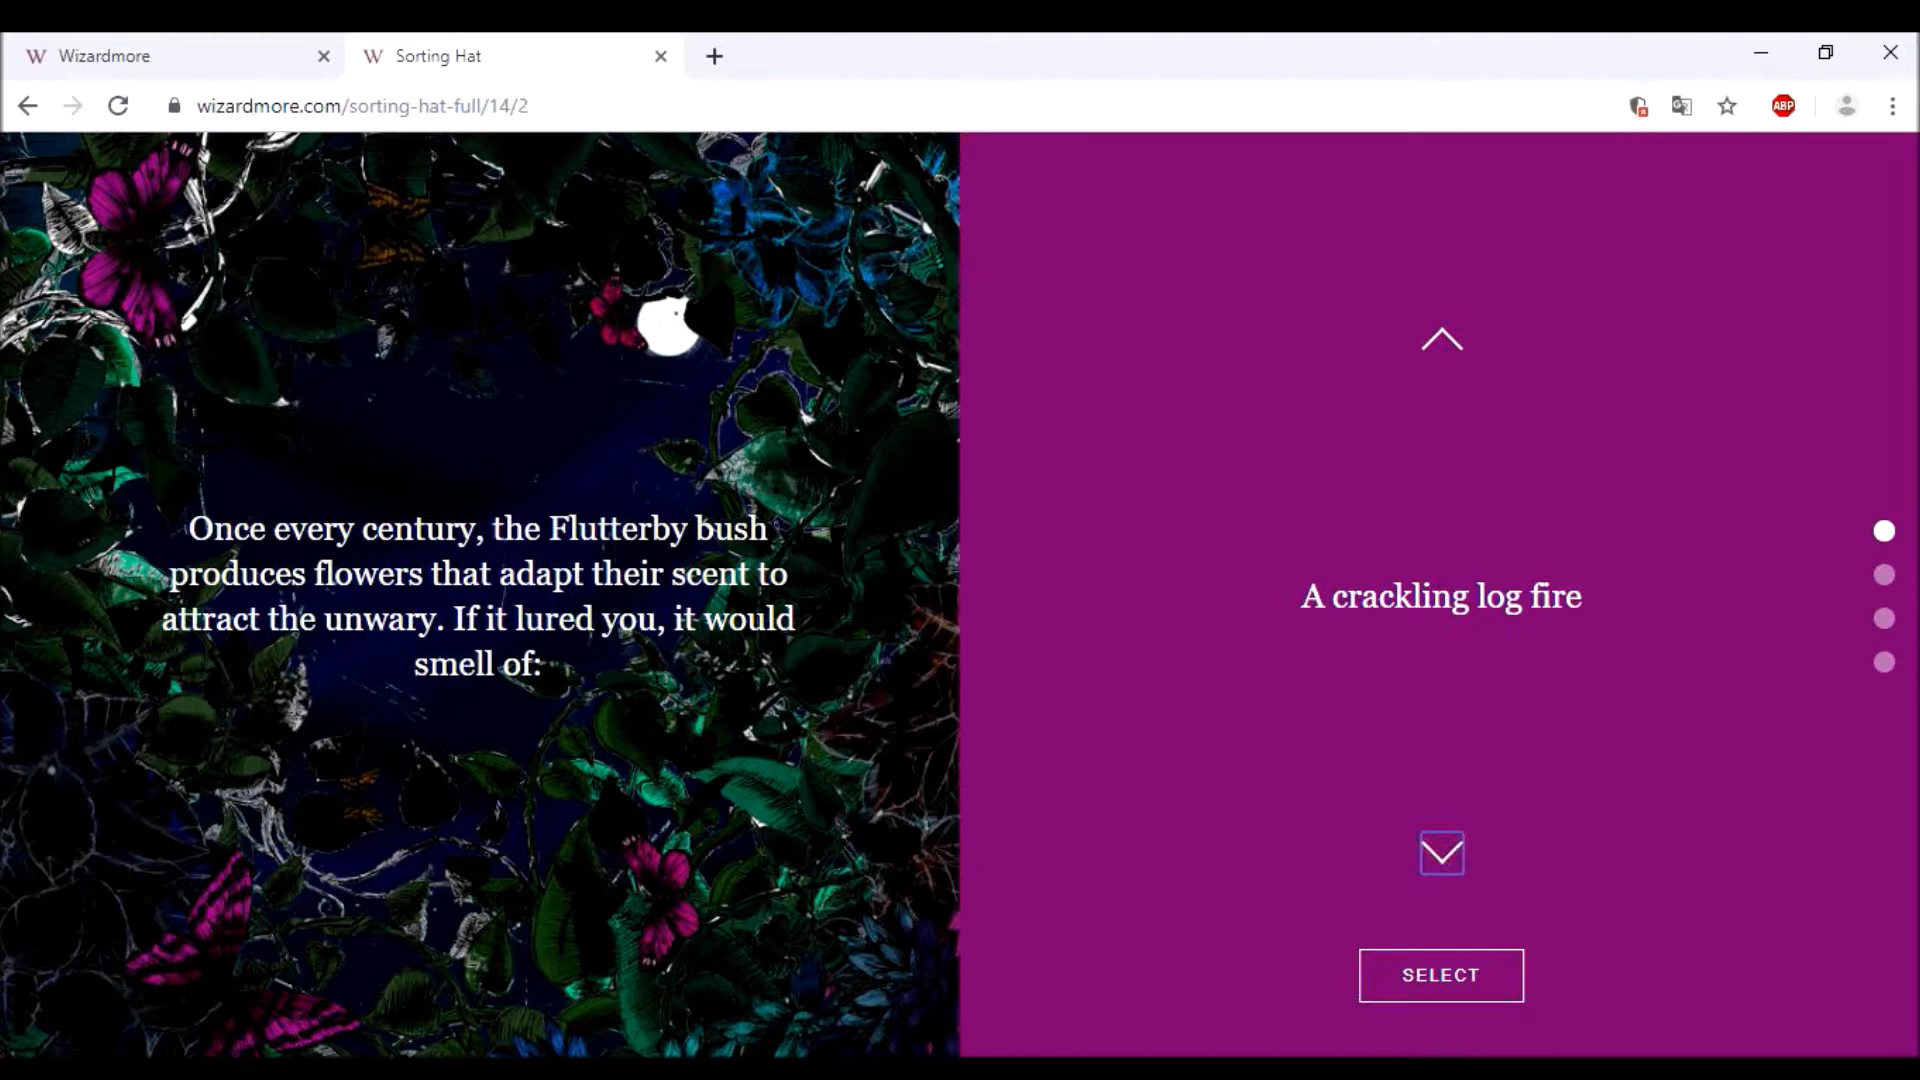 Wizardmore
Sorting Hat
wizardmore.com/sorting-hat-full/14/2
ABP
Once every century, the Flutterby bush
produces flowers that adapt their scent to
attract the unwary. If it lured you, it would
smell of:
A crackling log fire
SELECT